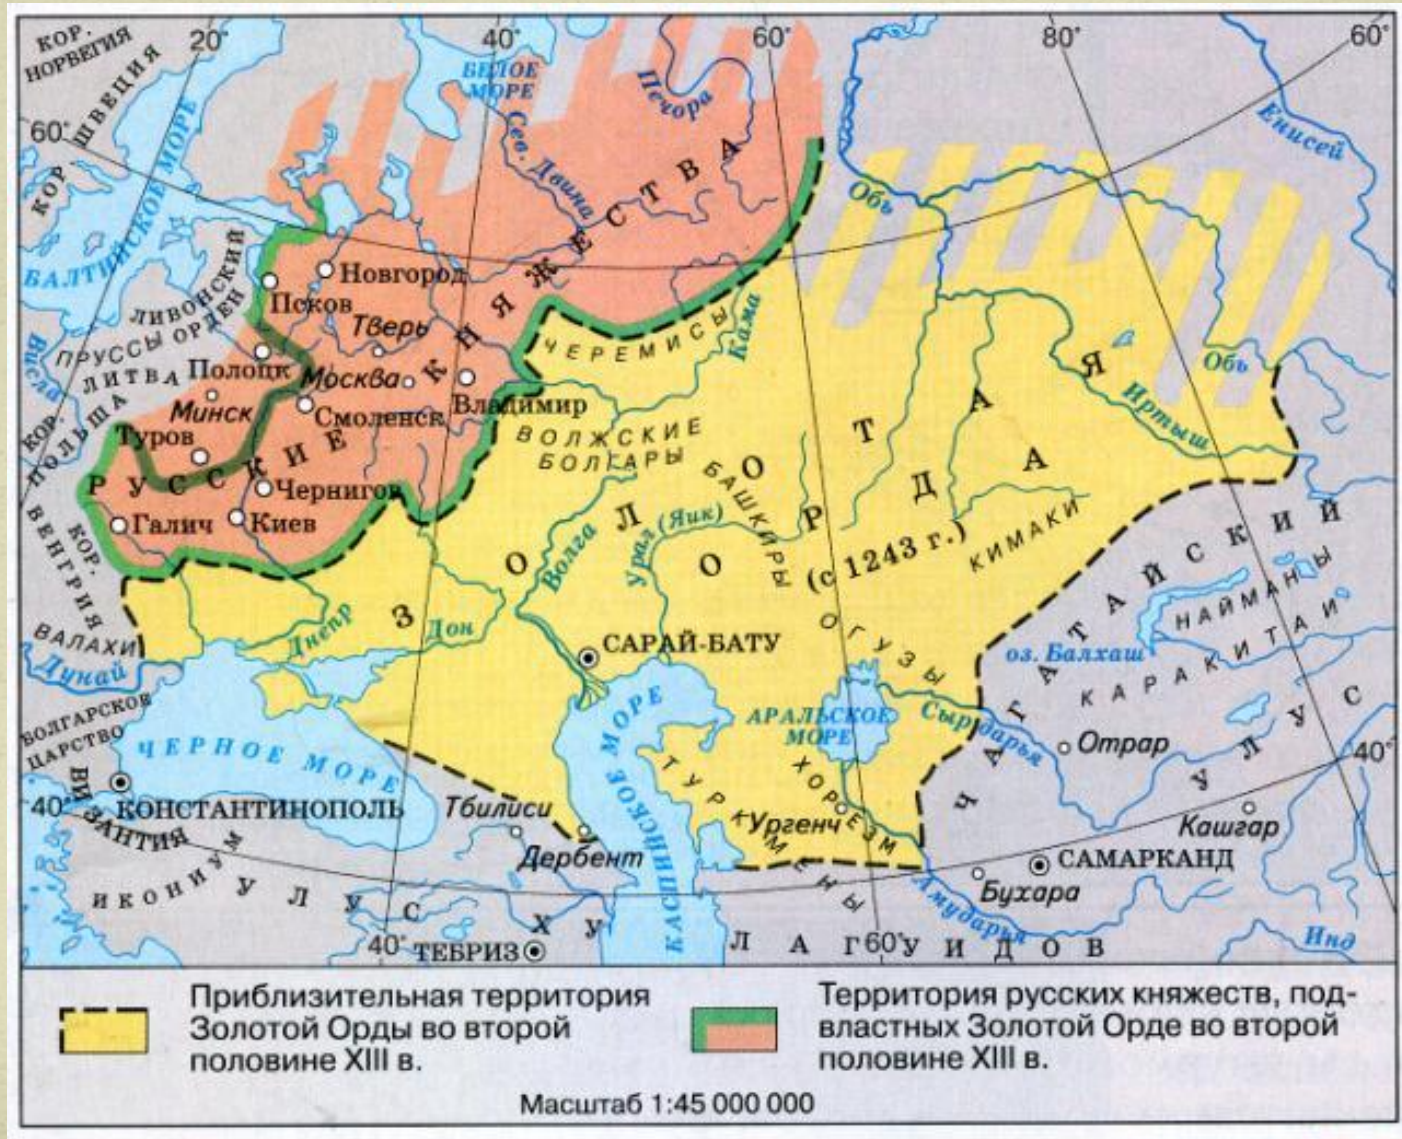 КОР. НОРВЕГИЯ
20°
40°
60°
80°
60°
ШВЕЦИЯ
КОР
60°
БЕЛОЕ МОРЕ
Печора
Сев. Двина
Енисей
Обь
БАЛТИЙСКОЕ МОРЕ
ЛИВОНСКИЙ ОРДЕН
Новгород
Псков
Тверь
ПРУССЫ
ЛИТВА
Полоцк
Москва
Минск
Смоленск
Владимир
Висла
КОР. ПОЛЬША
Туров
РУССКИЕ КНЯЖЕСТВА
Чернигов
Галич
Киев
КОР. ВЕНГРИЯ
ЧЕРЕМИСЫ
Кама
ВОЛЖСКИЕ
БОЛГАРЫ
БАШКИРЫ
Обь
Иртыш
ЗОЛОТАЯ
ОРДА
(с 1243 г.)
КИМАКИ
Волга
Урал (Яик)
Днепр
Дон
ВАЛАХИ
Дунай
САРАЙ-БАТУ
ОГУЗЫ
оз. Балхаш
НАЙМАНЫ
КАРАКИТАИ
ЧАГАТАЙСКИЙ
УЛУС
БОЛГАРСКОЕ
ЦАРСТВО
ЧЕРНОЕ МОРЕ
КАСПИЙСКОЕ МОРЕ
АРАЛЬСКОЕ
МОРЕ
Сырдарья
Отрар
40°
40°
КОНСТАНТИНОПОЛЬ
ВИЗАНТИЯ
Тбилиси
Дербент
ТУРКМЕНЫ
ХОРЕЗМ
Ургенч
Кашгар
САМАРКАНД
Бухара
Амударья
ИКОНИУМ
УЛУС ХУЛАГУИДОВ
40°
ТЕБРИЗ
60°
Инд
Приблизительная территория
Золотой Орды во второй
половине XIII в.
Территория русских княжеств, под-
властных Золотой Орде во второй
половине XIII в.
Масштаб 1:45 000 000